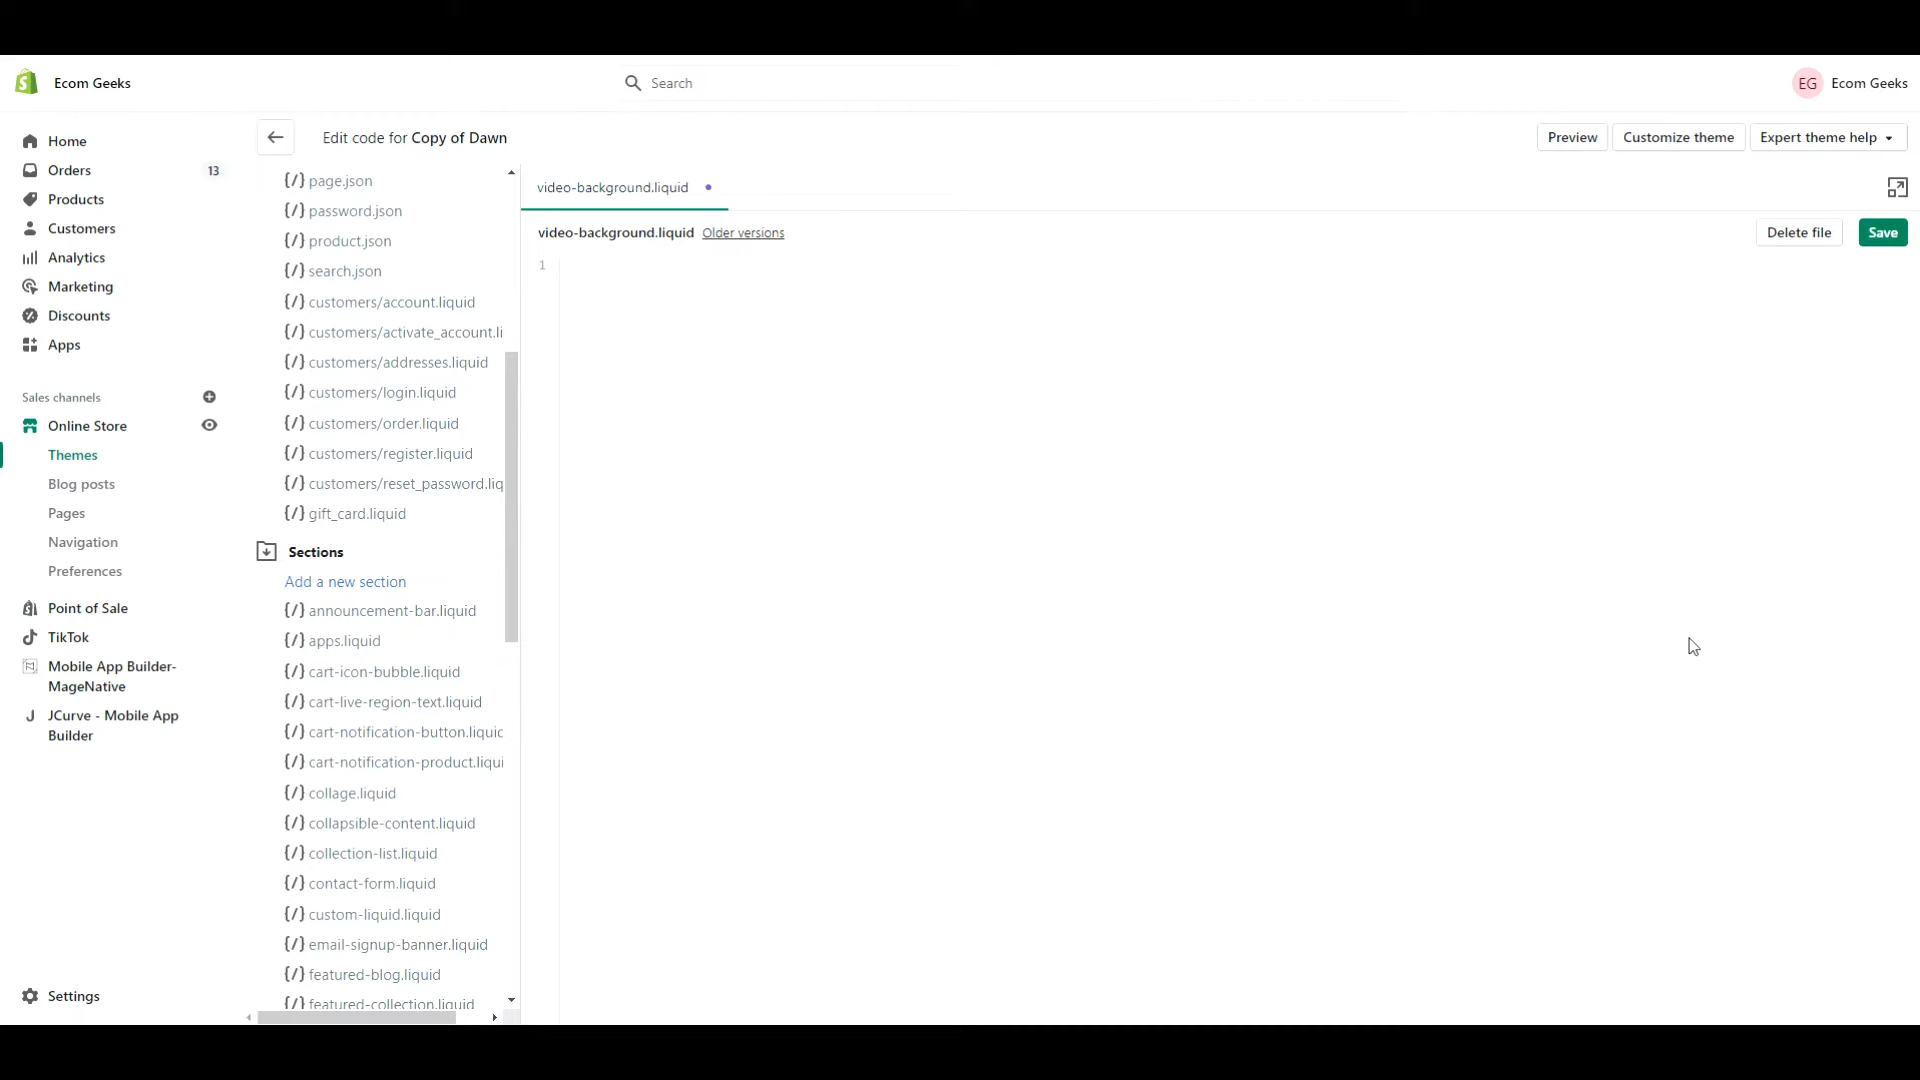 Ecom Geeks
Search
EG Ecom Geeks
Home
Orders 13
Products
Customers
Analytics
Marketing
Discounts
Apps
Sales channels
Online Store
Themes
Blog posts
Pages
Navigation
Preferences
Point of Sale
TikTok
Mobile App Builder-
MageNative
J JCurve - Mobile App
Builder
Settings
Edit code for Copy of Dawn
Preview
Customize theme
Expert theme help
{/} page.json
{/} password.json
{/} product.json
{/} search.json
{/} customers/account.liquid
{/} customers/activate_account.li
{/} customers/addresses.liquid
{/} customers/login.liquid
{/} customers/order.liquid
{/} customers/register.liquid
{/} customers/reset_password.liq
{/} gift_card.liquid
Sections
Add a new section
{/} announcement-bar.liquid
{/} apps.liquid
{/} cart-icon-bubble.liquid
{/} cart-live-region-text.liquid
{/} cart-notification-button.liquid
{/} cart-notification-product.liqui
{/} collage.liquid
{/} collapsible-content.liquid
{/} collection-list.liquid
{/} contact-form.liquid
{/} custom-liquid.liquid
{/} email-signup-banner.liquid
{/} featured-blog.liquid
{/} featured-collection.liquid
video-background.liquid
video-background.liquid Older versions
Delete file
Save
1